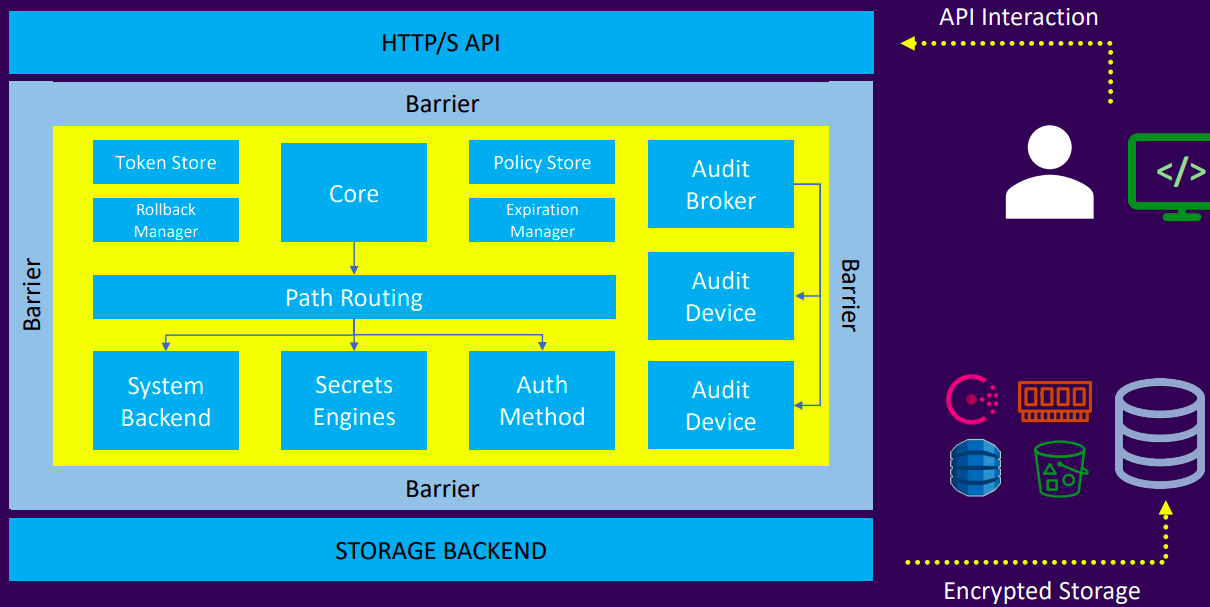 API Interaction
HTTP/S API
Barrier
Token Store
Core
Policy Store
Audit
Broker
</>
Rollback
Manager
Expiration
Manager
Barrier
Barrier
Path Routing
Audit
Device
System
Backend
Secrets
Engines
Auth
Method
Audit
Device
Barrier
STORAGE BACKEND
Encrypted Storage